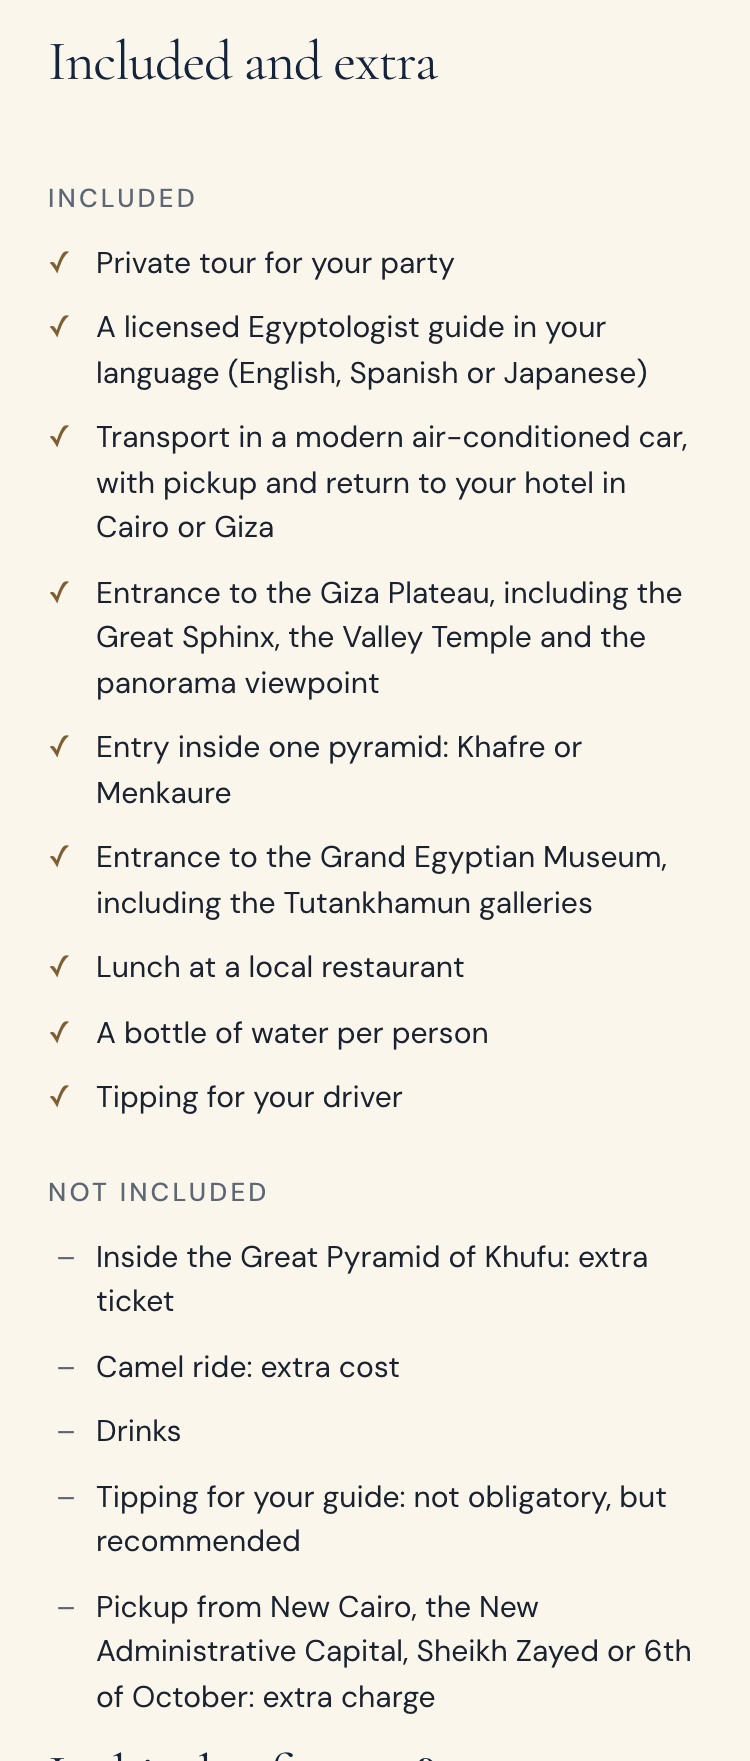 Included and extra
INCLUDED
✓ Private tour for your party
✓ A licensed Egyptologist guide in your
language (English, Spanish or Japanese)
✓ Transport in a modern air-conditioned car,
with pickup and return to your hotel in
Cairo or Giza
✓ Entrance to the Giza Plateau, including the
Great Sphinx, the Valley Temple and the
panorama viewpoint
✓ Entry inside one pyramid: Khafre or
Menkaure
✓ Entrance to the Grand Egyptian Museum,
including the Tutankhamun galleries
✓ Lunch at a local restaurant
✓ A bottle of water per person
✓ Tipping for your driver
NOT INCLUDED
– Inside the Great Pyramid of Khufu: extra
ticket
– Camel ride: extra cost
– Drinks
– Tipping for your guide: not obligatory, but
recommended
– Pickup from New Cairo, the New
Administrative Capital, Sheikh Zayed or 6th
of October: extra charge